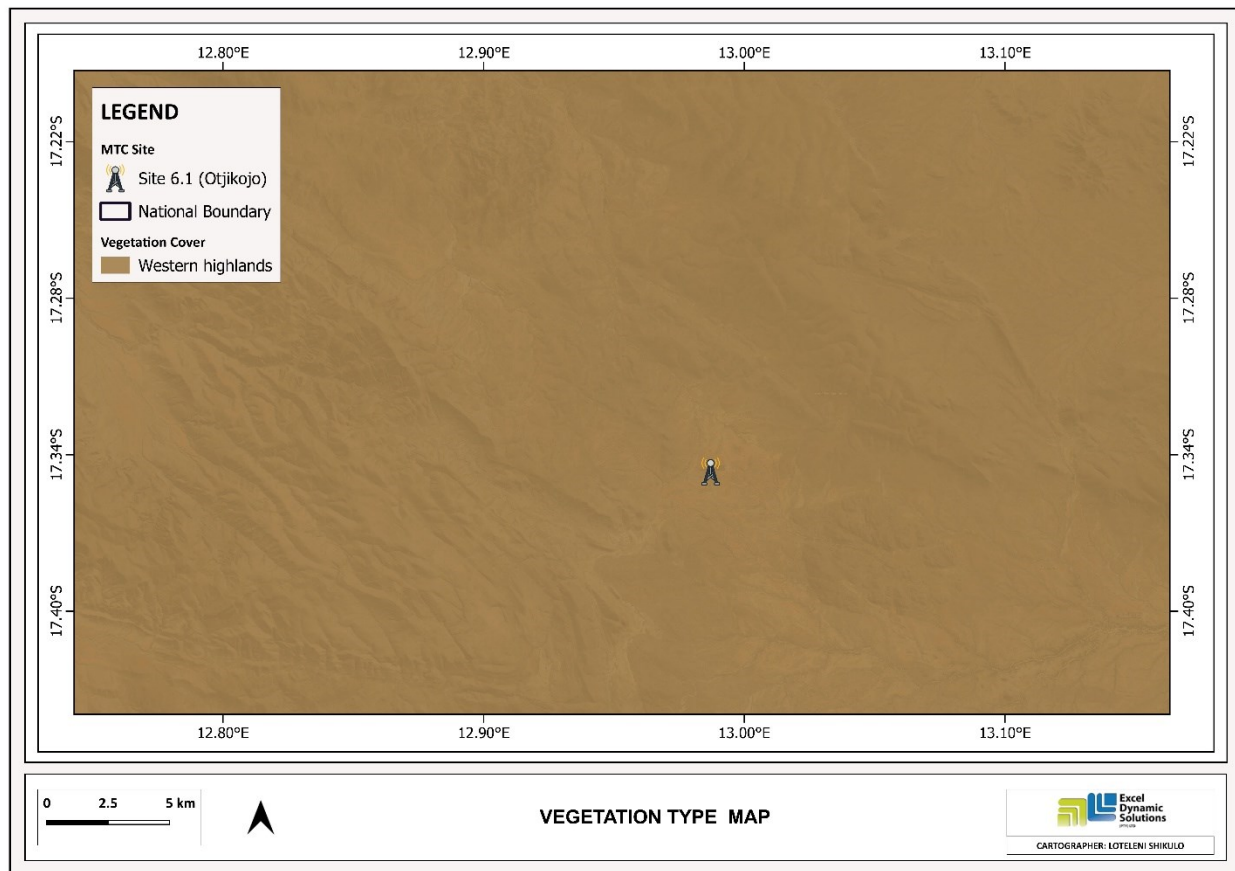 12.80°E 12.90°E 13.00°E 13.10°E
LEGEND
MTC Site
Site 6.1 (Otjikojo)
National Boundary
Vegetation Cover
Western highlands
17.22°S 17.22°S
17.28°S 17.28°S
17.34°S 17.34°S
17.40°S 17.40°S
12.80°E 12.90°E 13.00°E 13.10°E
0 2.5 5 km
VEGETATION TYPE MAP
Excel
Dynamic
Solutions
CARTOGRAPHER: LOTELENI SHIKULO